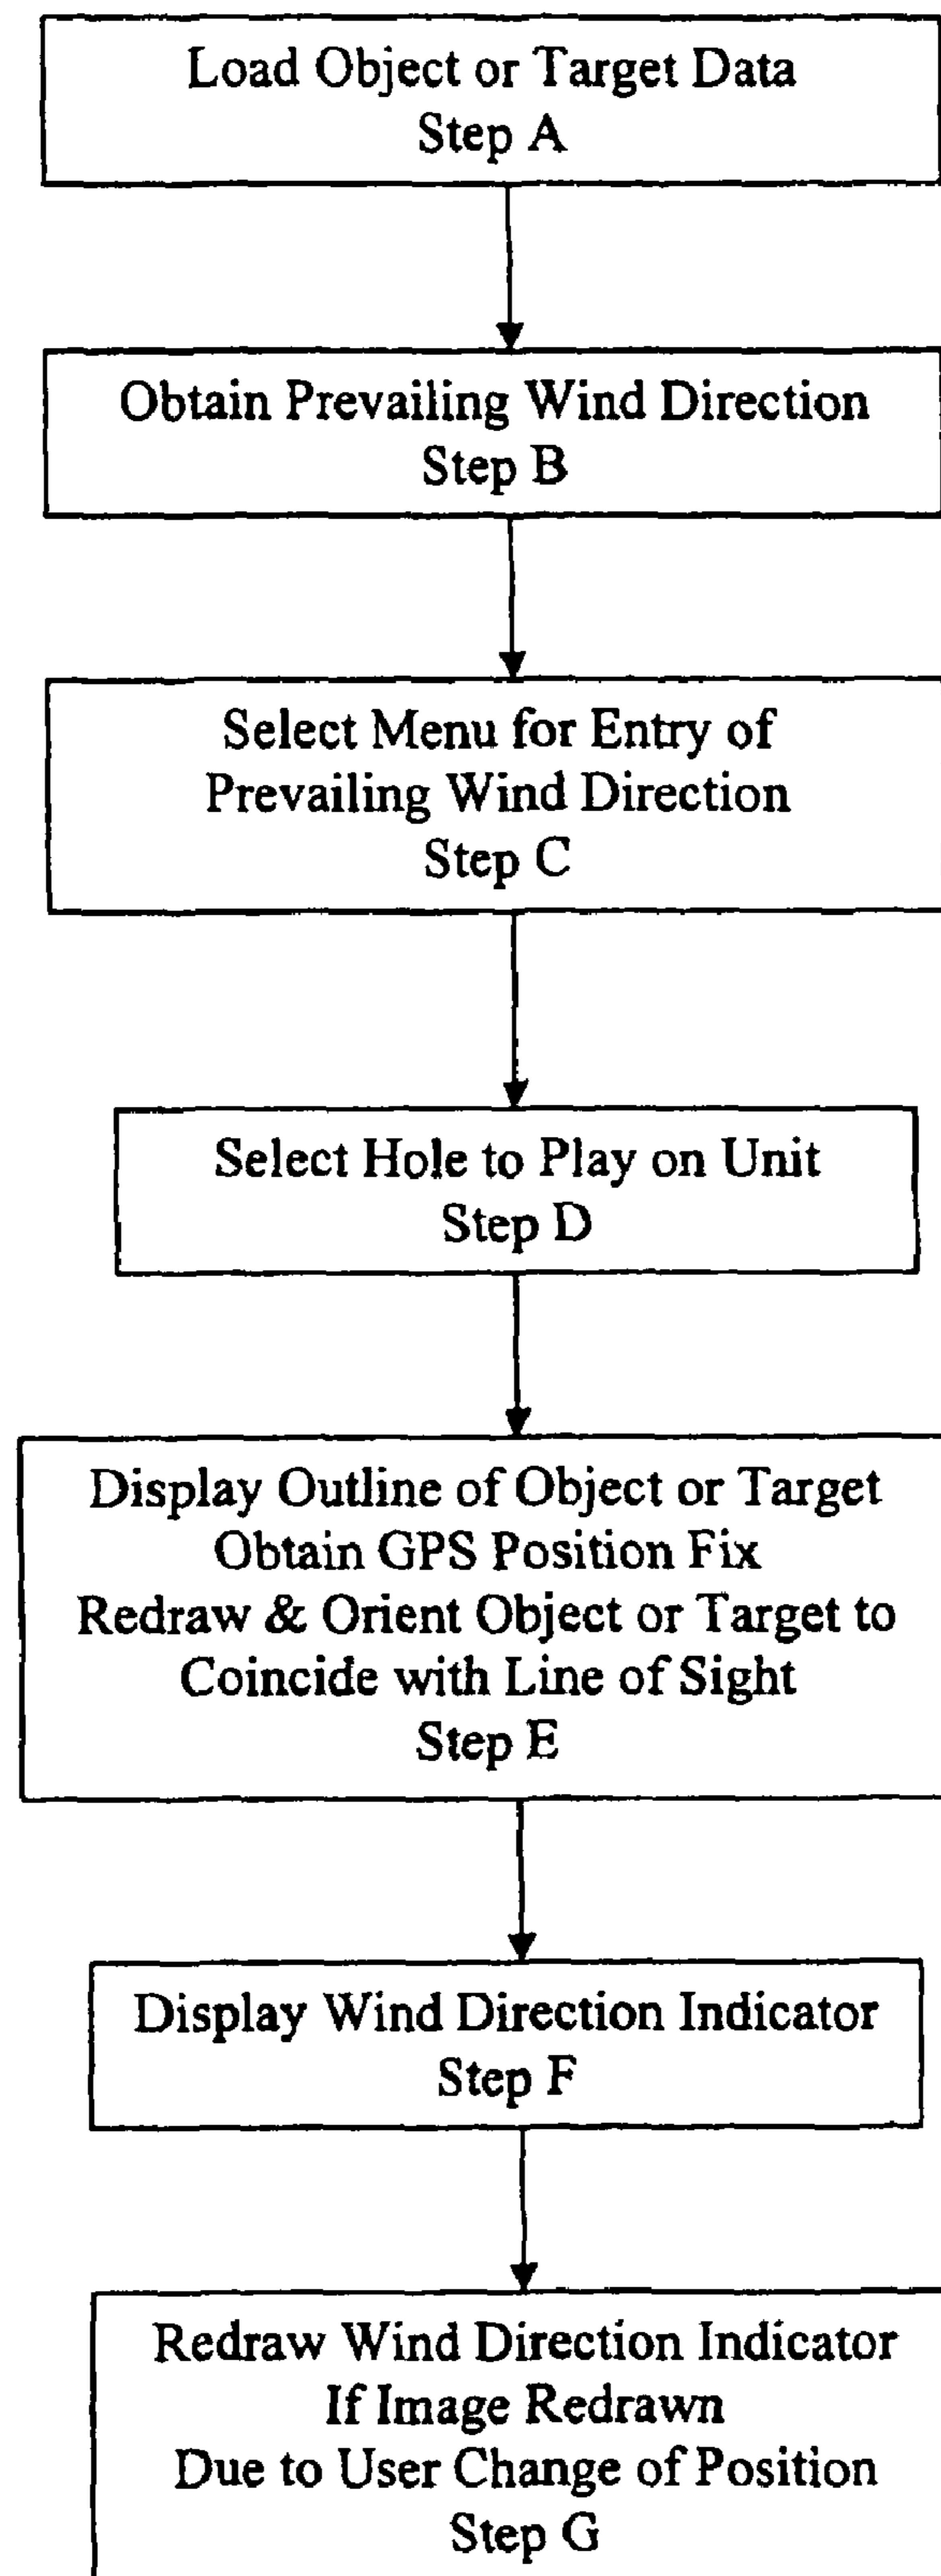 Load Object or Target Data
Step A
Obtain Prevailing Wind Direction
Step B
Select Menu for Entry of
Prevailing Wind Direction
Step C
Select Hole to Play on Unit
Step D
Display Outline of Object or Target
Obtain GPS Position Fix
Redraw & Orient Object or Target to
Coincide with Line of Sight
Step E
Display Wind Direction Indicator
Step F
Redraw Wind Direction Indicator
If Image Redrawn
Due to User Change of Position
Step G